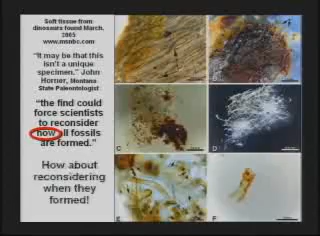 Soft tissue from
dinosaurs found March,
2005
www.msnbc.com
"It may be that this
isn't a unique
specimen." John
Horner, Montana
State Paleontologist
"the find could
force scientists
to reconsider
how all fossils
are formed."
How about
reconsidering
when they
formed!
A
B
C
D
E
F